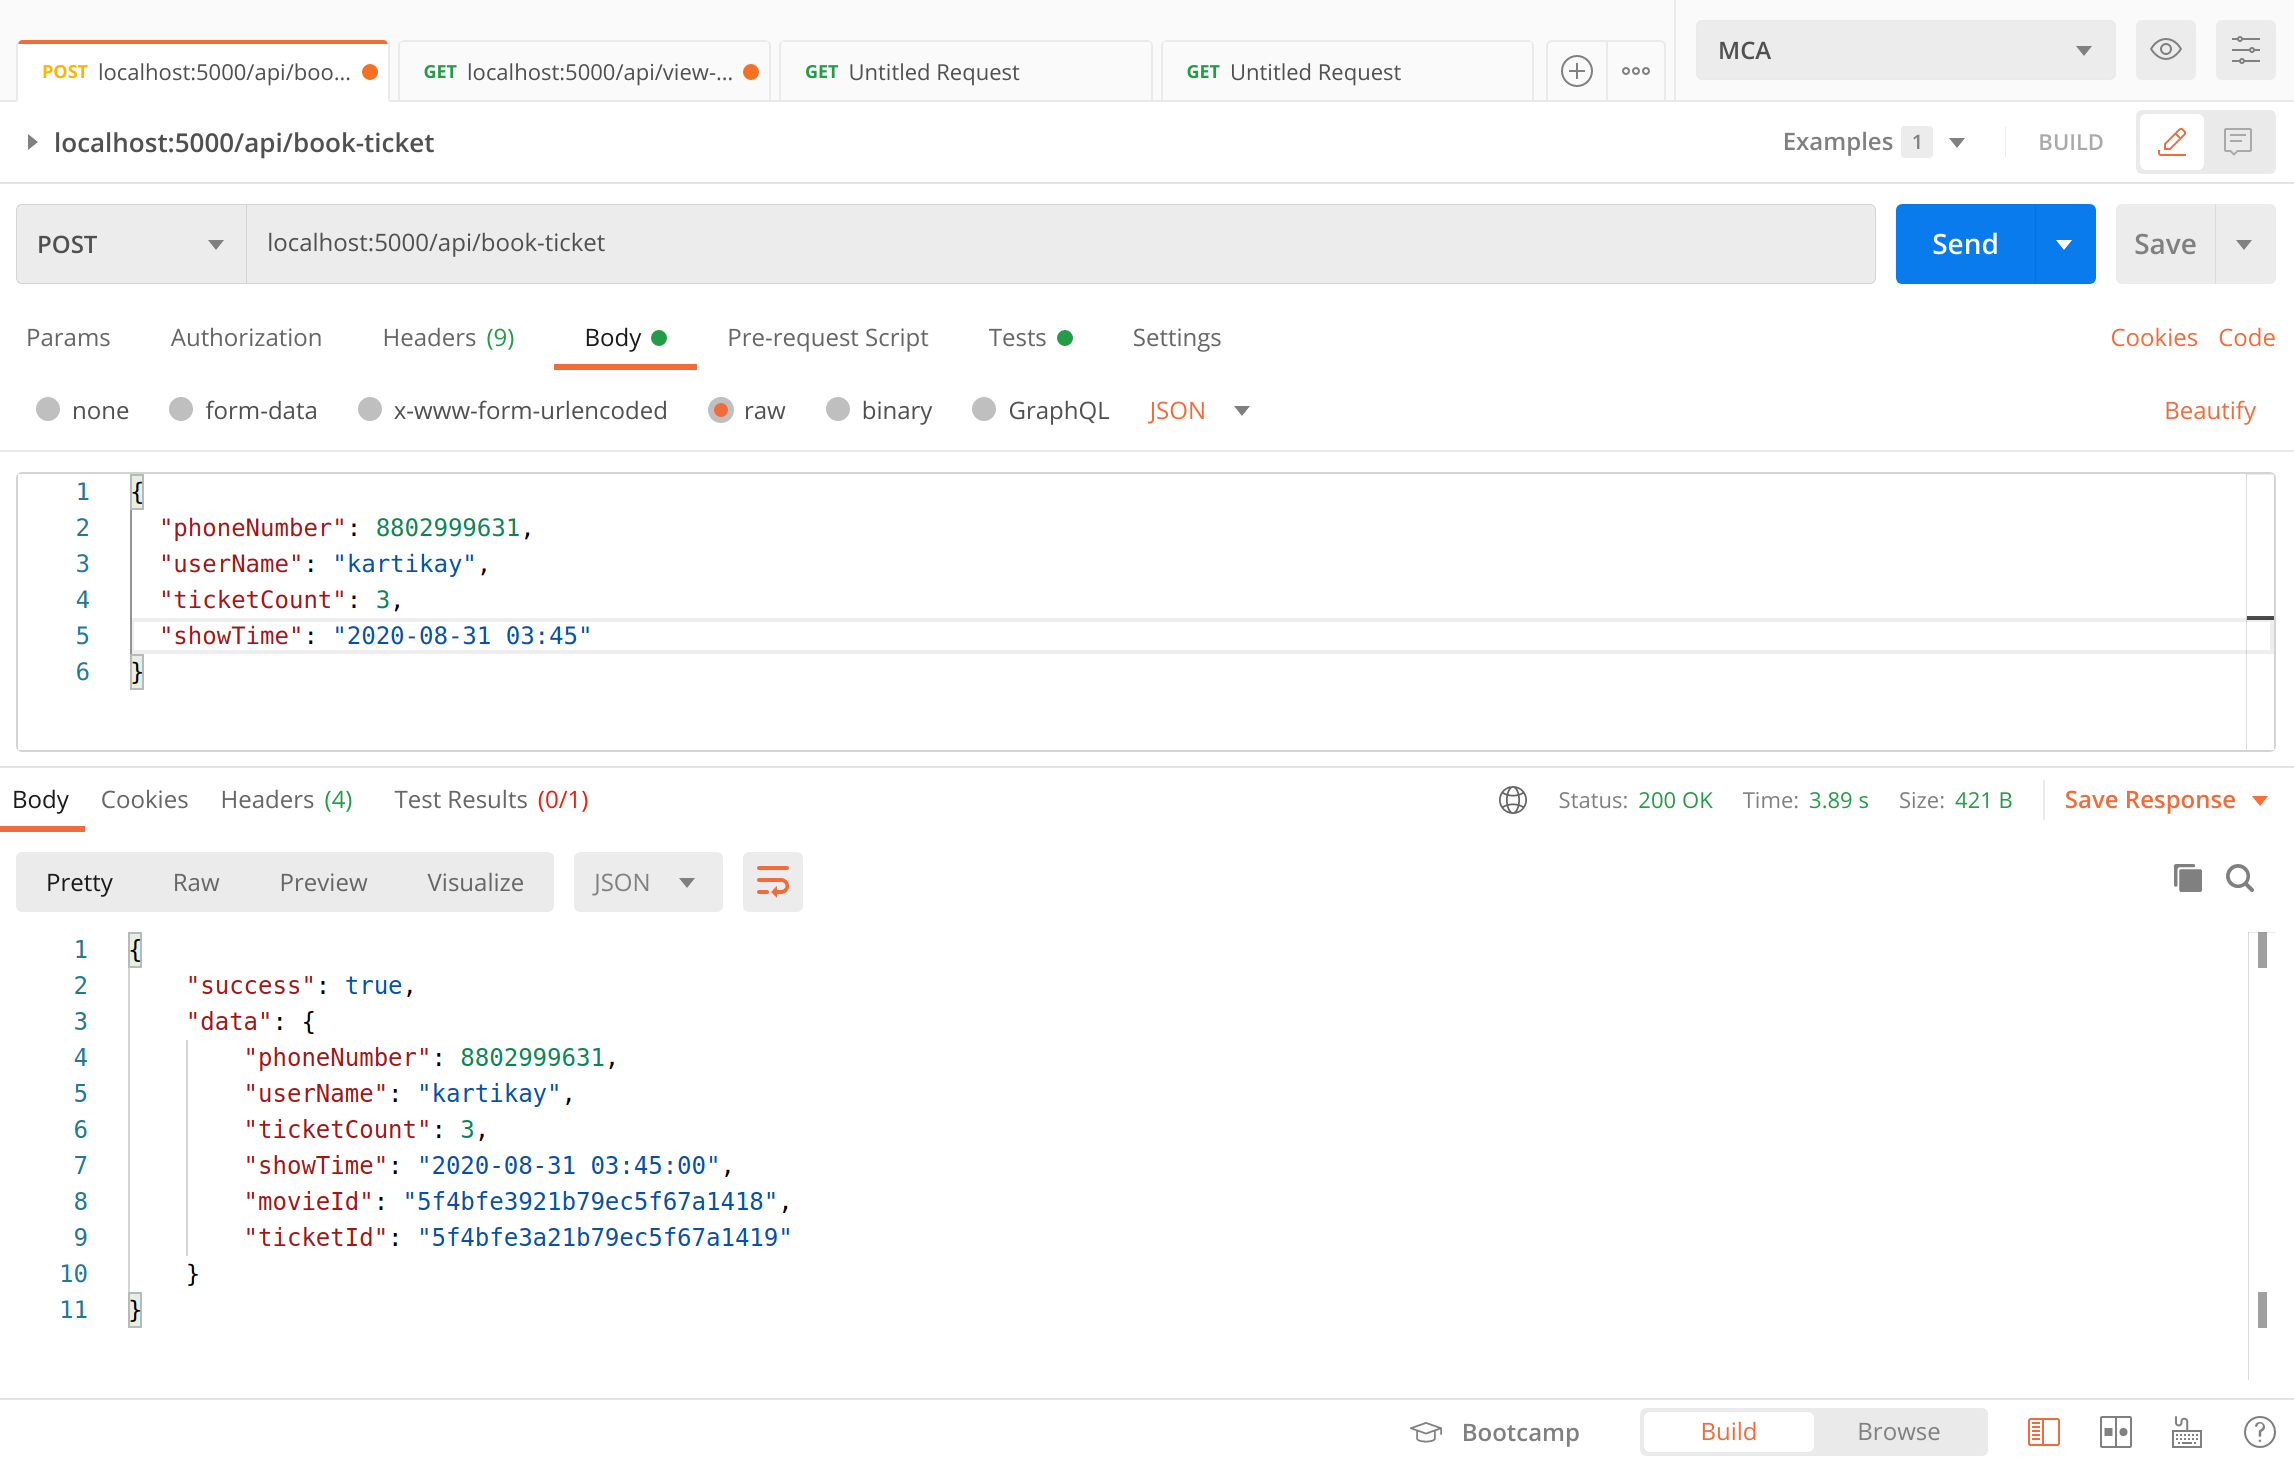 POST localhost:5000/api/boo... GET localhost:5000/api/view-... GET Untitled Request GET Untitled Request MCA
localhost:5000/api/book-ticket Examples 1 BUILD
POST localhost:5000/api/book-ticket Send Save
Params Authorization Headers (9) Body Pre-request Script Tests Settings Cookies Code
none form-data x-www-form-urlencoded raw binary GraphQL JSON Beautify
1 {
2 "phoneNumber": 8802999631,
3 "userName": "kartikay",
4 "ticketCount": 3,
5 "showTime": "2020-08-31 03:45"
6 }
Body Cookies Headers (4) Test Results (0/1) Status: 200 OK Time: 3.89 s Size: 421 B Save Response
Pretty Raw Preview Visualize JSON
1 {
2 "success": true,
3 "data": {
4 "phoneNumber": 8802999631,
5 "userName": "kartikay",
6 "ticketCount": 3,
7 "showTime": "2020-08-31 03:45:00",
8 "movieId": "5f4bfe3921b79ec5f67a1418",
9 "ticketId": "5f4bfe3a21b79ec5f67a1419"
10 }
11 }
Bootcamp Build Browse